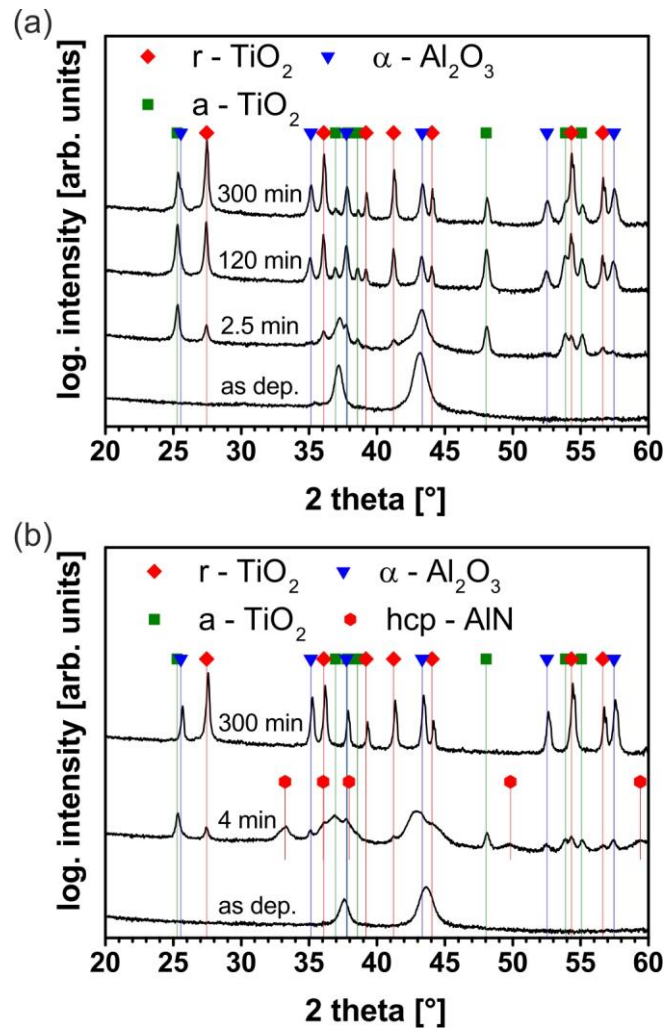 (a)
r - TiO₂ α - Al₂O₃
a - TiO₂
300 min
120 min
2.5 min
as dep.
log. intensity [arb. units]
20 25 30 35 40 45 50 55 60
2 theta [°]
(b)
r - TiO₂ α - Al₂O₃
a - TiO₂ hcp - AlN
300 min
4 min
as dep.
log. intensity [arb. units]
20 25 30 35 40 45 50 55 60
2 theta [°]